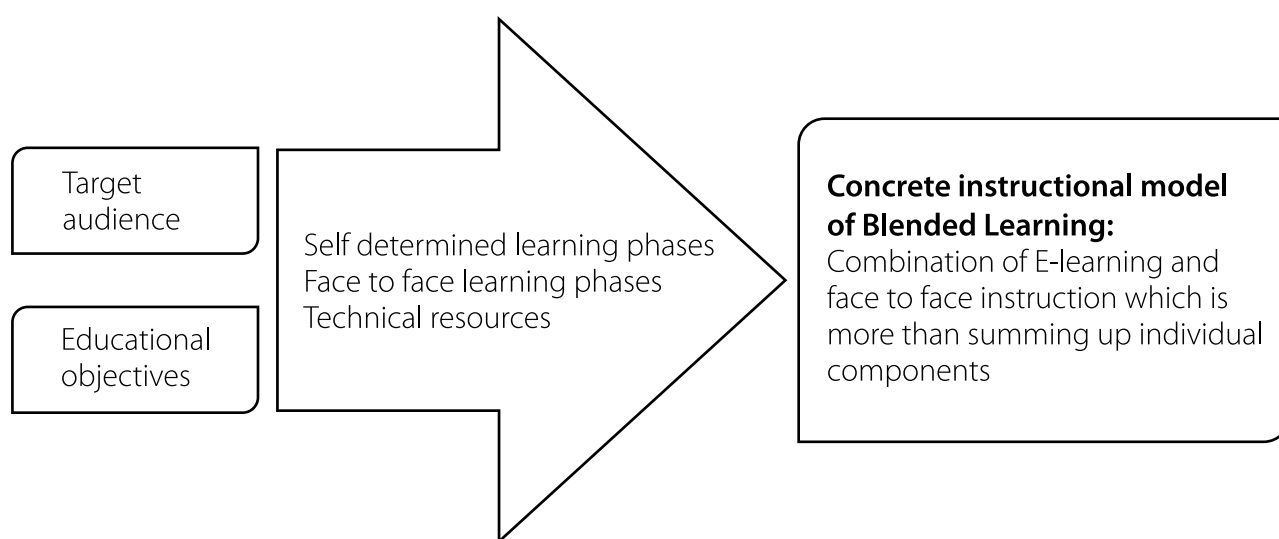 Target
audience
Educational
objectives
Self determined learning phases
Face to face learning phases
Technical resources
Concrete instructional model
of Blended Learning:
Combination of E-learning and
face to face instruction which is
more than summing up individual
components